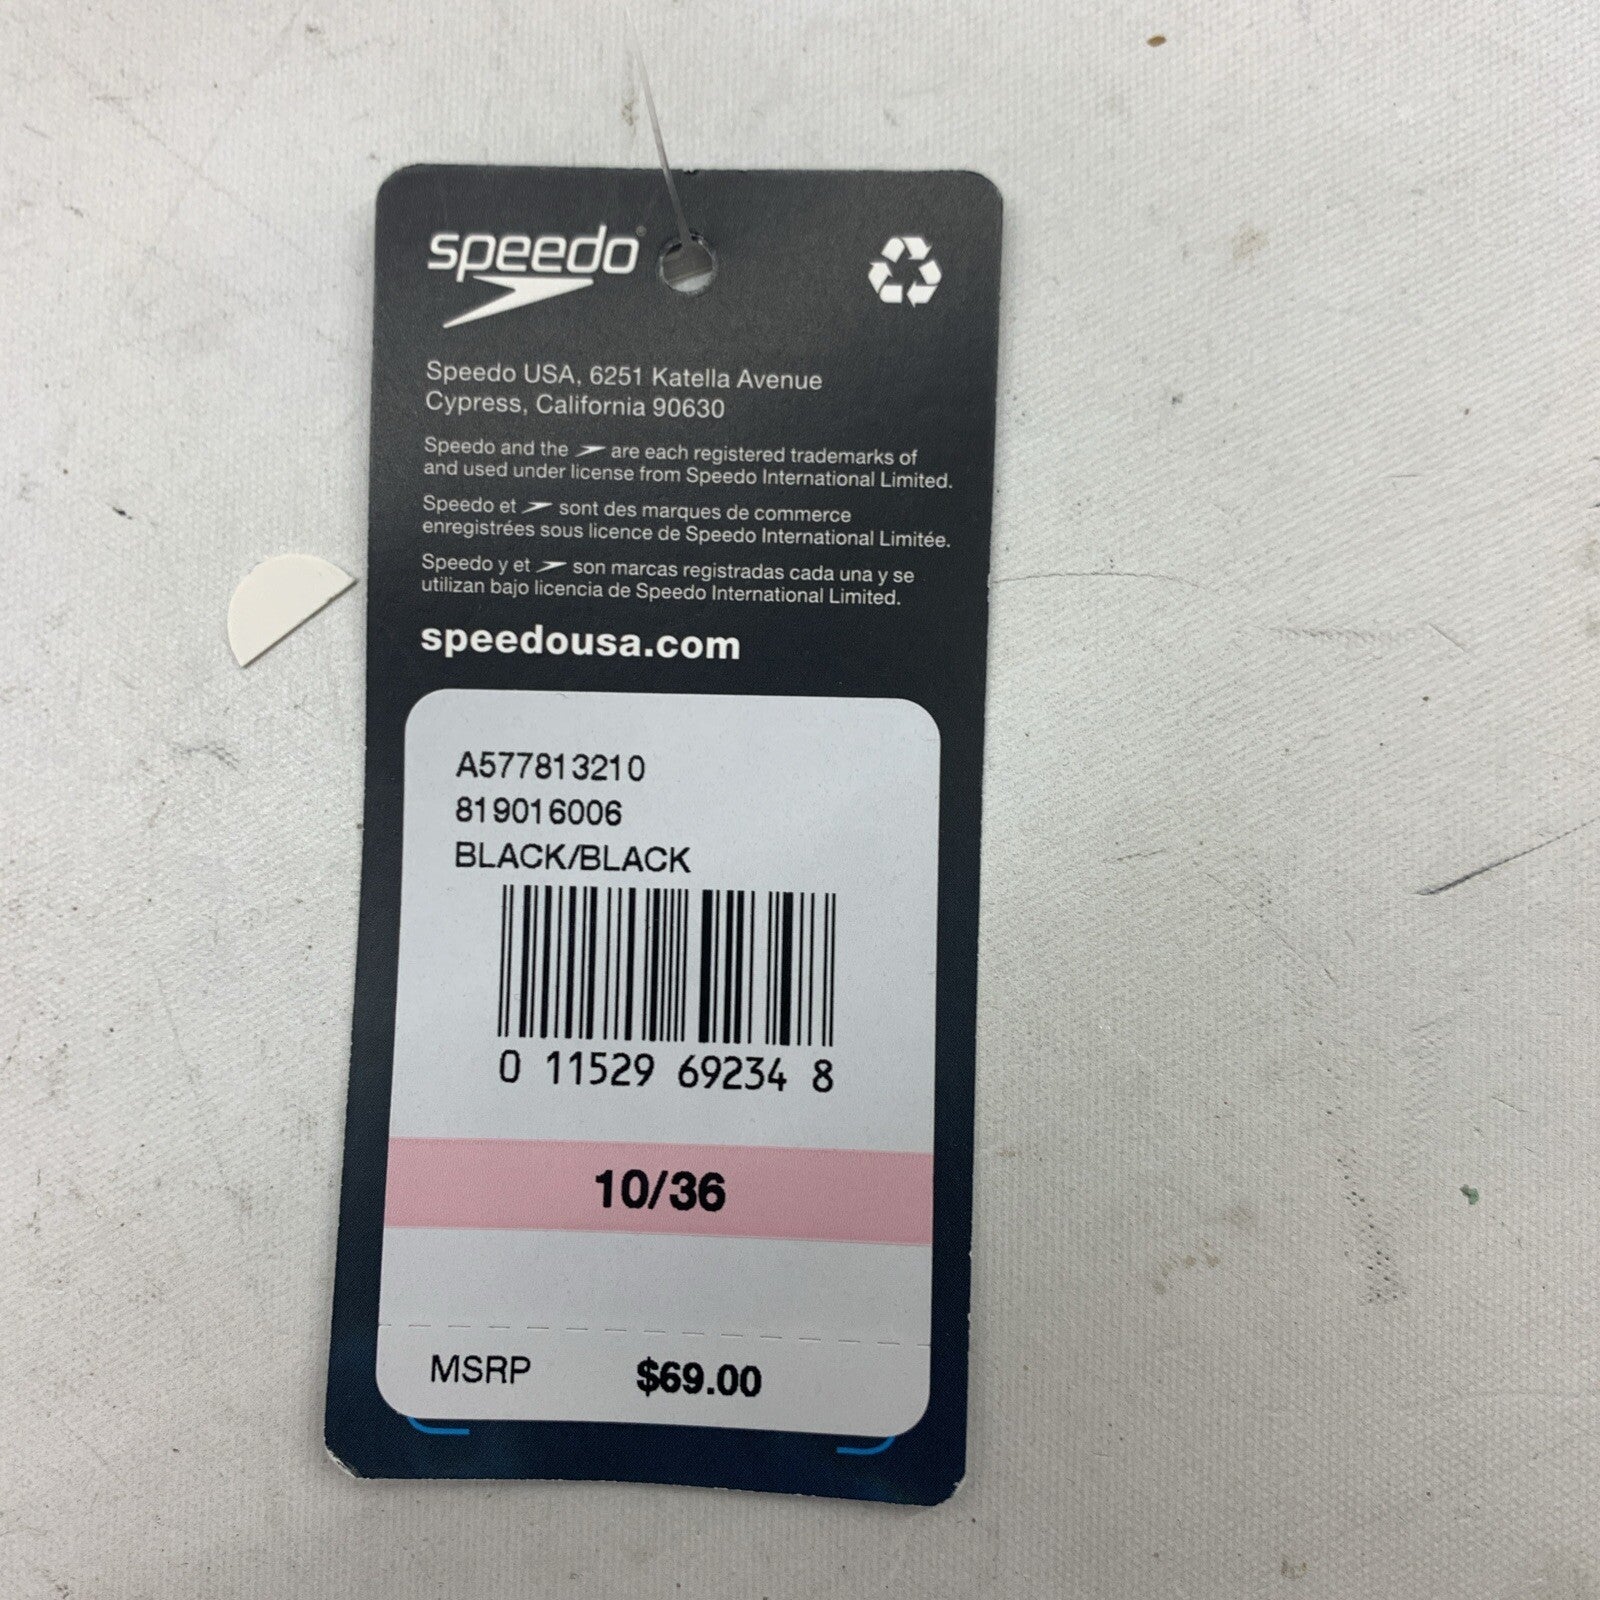 speedo®
Speedo USA, 6251 Katella Avenue
Cypress, California 90630
Speedo and the are each registered trademarks of
and used under license from Speedo International Limited.
Speedo et sont des marques de commerce
enregistrées sous licence de Speedo International Limitée.
Speedo y et son marcas registradas cada una y se
utilizan bajo licencia de Speedo International Limited.
speedousa.com
A577813210
819016006
BLACK/BLACK
0 11529 69234 8
10/36
MSRP $69.00